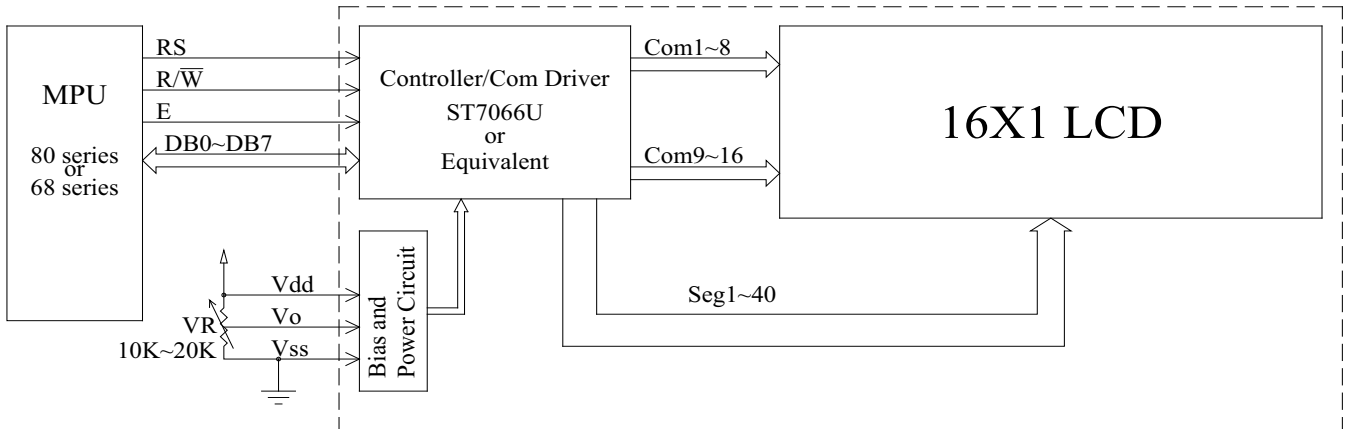 MPU
80 series
or
68 series
RS
R/W̅
E
DB0~DB7
Controller/Com Driver
ST7066U
or
Equivalent
Com1~8
Com9~16
16X1 LCD
Vdd
Vo
Vss
VR
10K~20K
Bias and
Power Circuit
Seg1~40